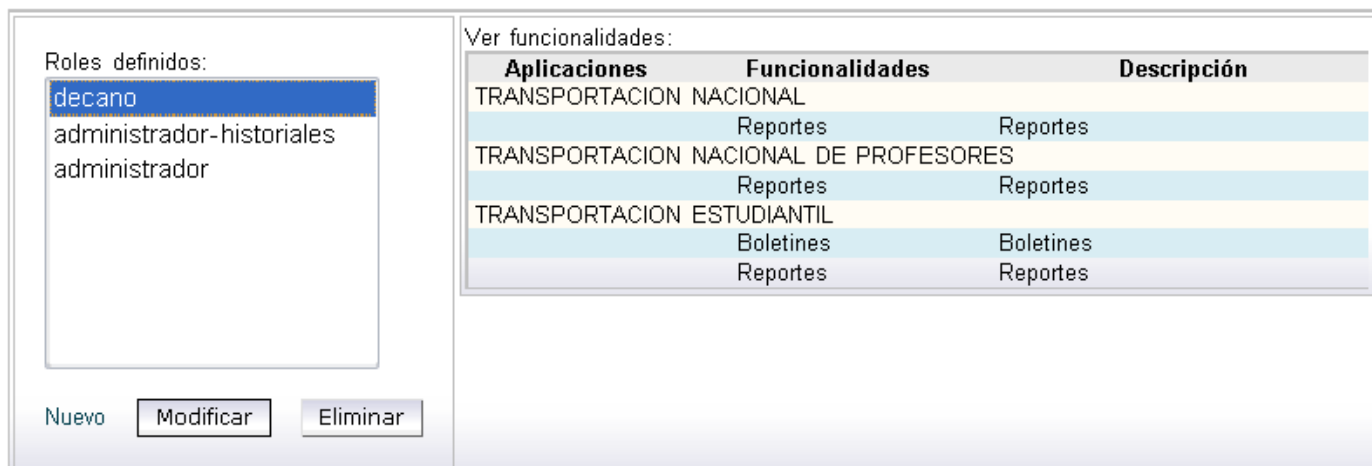 Roles definidos:
decano
administrador-historiales
administrador
Nuevo Modificar Eliminar
Ver funcionalidades:
Aplicaciones Funcionalidades Descripción
TRANSPORTACION NACIONAL
Reportes Reportes
TRANSPORTACION NACIONAL DE PROFESORES
Reportes Reportes
TRANSPORTACION ESTUDIANTIL
Boletines Boletines
Reportes Reportes